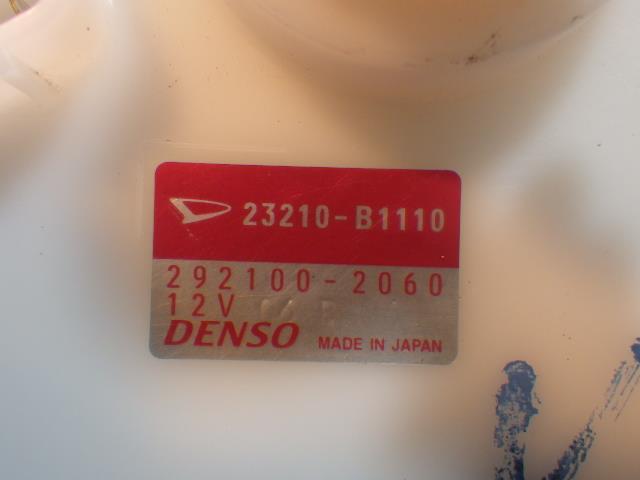 23210-B1110
292100-2060
12V
DENSO MADE IN JAPAN